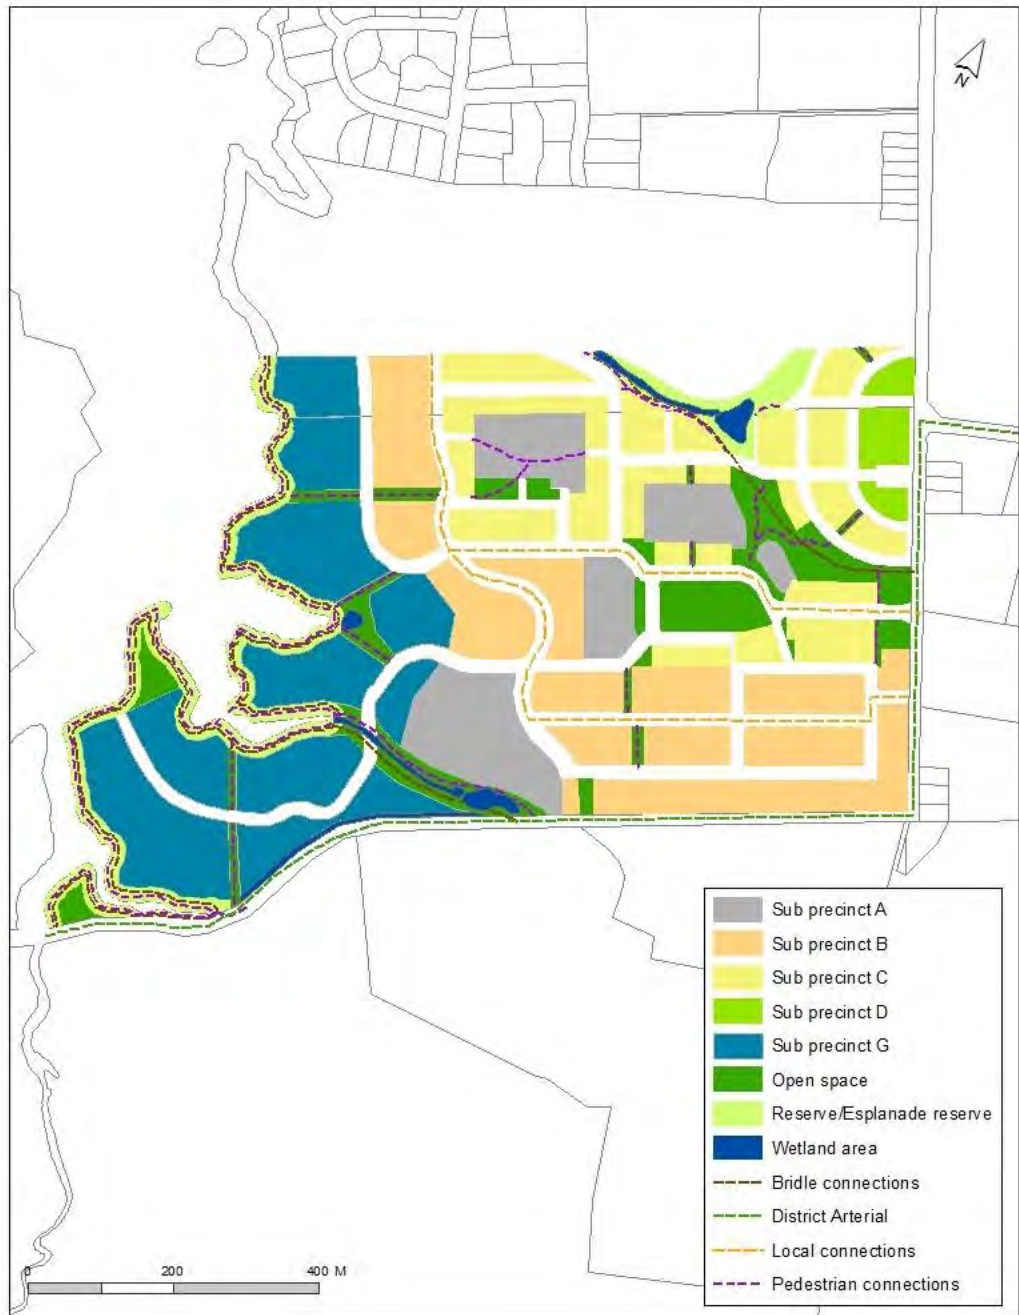 N
Sub precinct A
Sub precinct B
Sub precinct C
Sub precinct D
Sub precinct G
Open space
Reserve/Esplanade reserve
Wetland area
Bridle connections
District Arterial
Local connections
Pedestrian connections
0 200 400 M